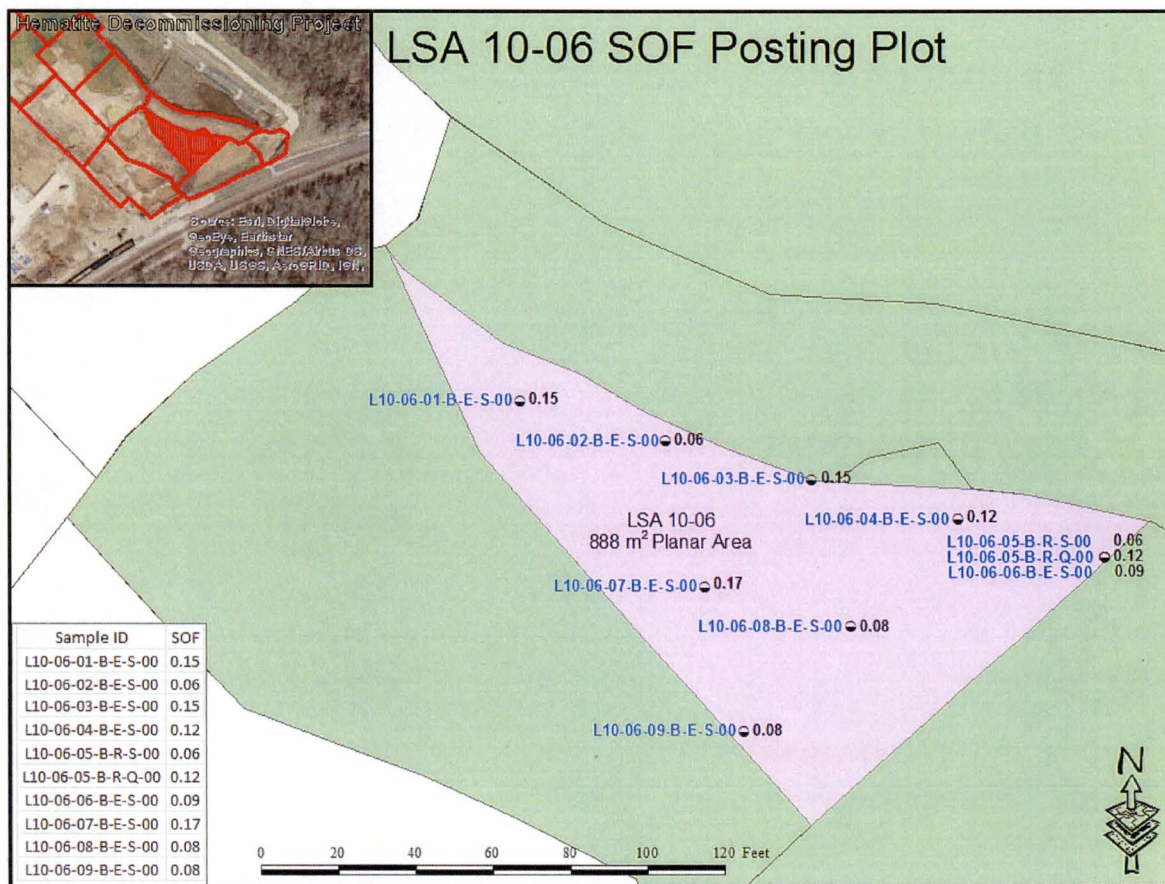 Hematite Decommissioning Project
LSA 10-06 SOF Posting Plot
Source: Esri, DigitalGlobe,
GeoEye, Earthstar
Geographics, CNES/Airbus DS,
USDA, USGS, AeroGRID, IGN,
L10-06-01-B-E-S-00 0.15
L10-06-02-B-E-S-00 0.06
L10-06-03-B-E-S-00 0.15
LSA 10-06
888 m² Planar Area
L10-06-04-B-E-S-00 0.12
L10-06-05-B-R-S-00 0.06
L10-06-05-B-R-Q-00 0.12
L10-06-06-B-E-S-00 0.09
L10-06-07-B-E-S-00 0.17
L10-06-08-B-E-S-00 0.08
L10-06-09-B-E-S-00 0.08
Sample ID SOF
L10-06-01-B-E-S-00 0.15
L10-06-02-B-E-S-00 0.06
L10-06-03-B-E-S-00 0.15
L10-06-04-B-E-S-00 0.12
L10-06-05-B-R-S-00 0.06
L10-06-05-B-R-Q-00 0.12
L10-06-06-B-E-S-00 0.09
L10-06-07-B-E-S-00 0.17
L10-06-08-B-E-S-00 0.08
L10-06-09-B-E-S-00 0.08
0 20 40 60 80 100 120 Feet
N